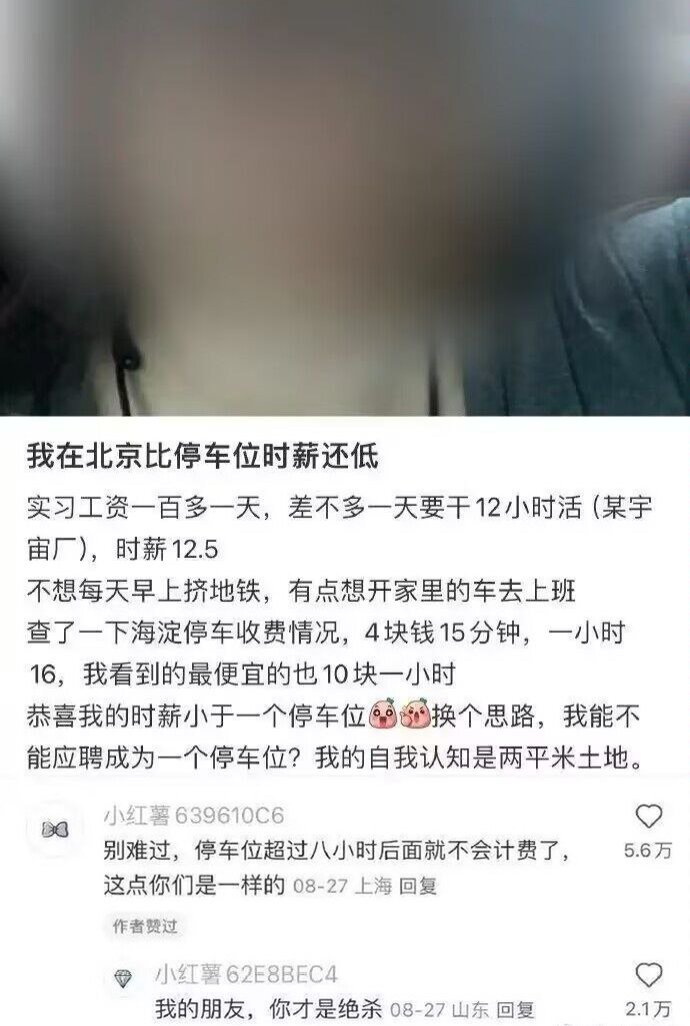 我在北京比停车位时薪还低
实习工资一百多一天，差不多一天要干12小时活（某宇
宙厂），时薪12.5
不想每天早上挤地铁，有点想开家里的车去上班
查了一下海淀停车收费情况，4块钱15分钟，一小时
16，我看到的最便宜的也10块一小时
恭喜我的时薪小于一个停车位换个思路，我能不
能应聘成为一个停车位？我的自我认知是两平米土地。
小红薯639610C6
别难过，停车位超过八小时后面就不会计费了，
这点你们是一样的 08-27 上海 回复
5.6万
作者赞过
小红薯62E8BEC4
我的朋友，你才是绝杀 08-27 山东 回复
2.1万